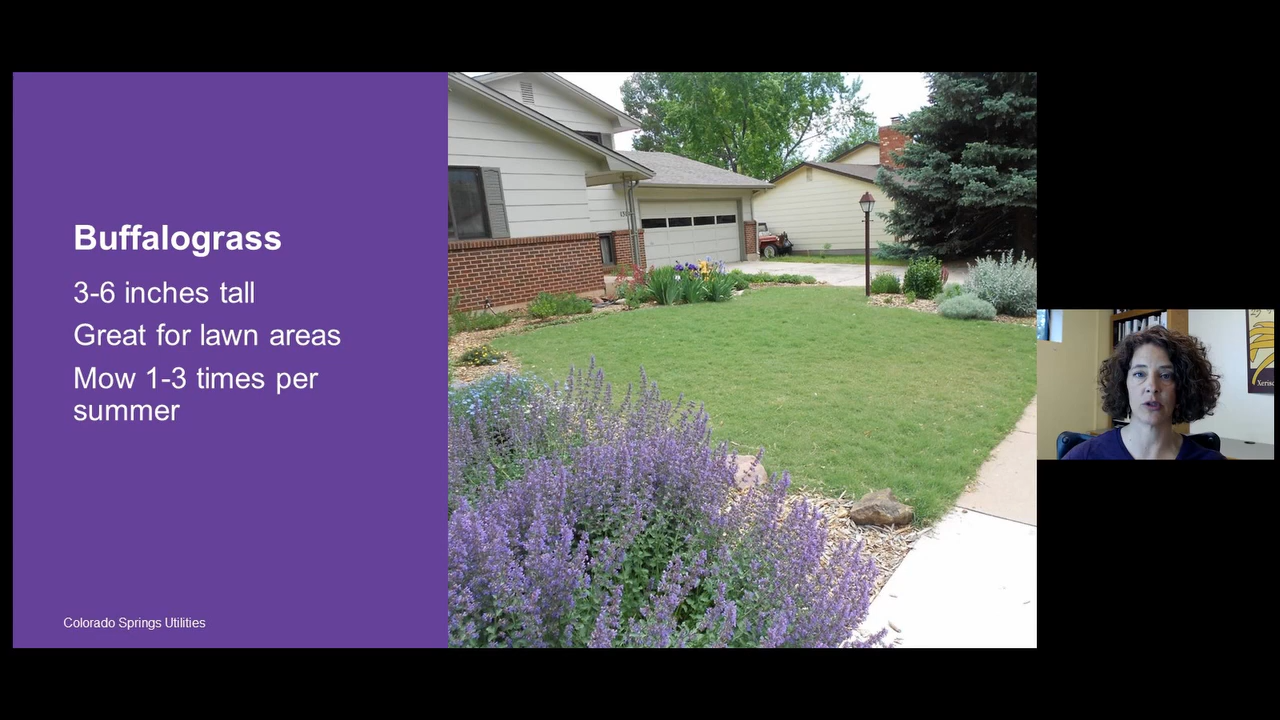 Buffalograss
3-6 inches tall
Great for lawn areas
Mow 1-3 times per
summer
Colorado Springs Utilities